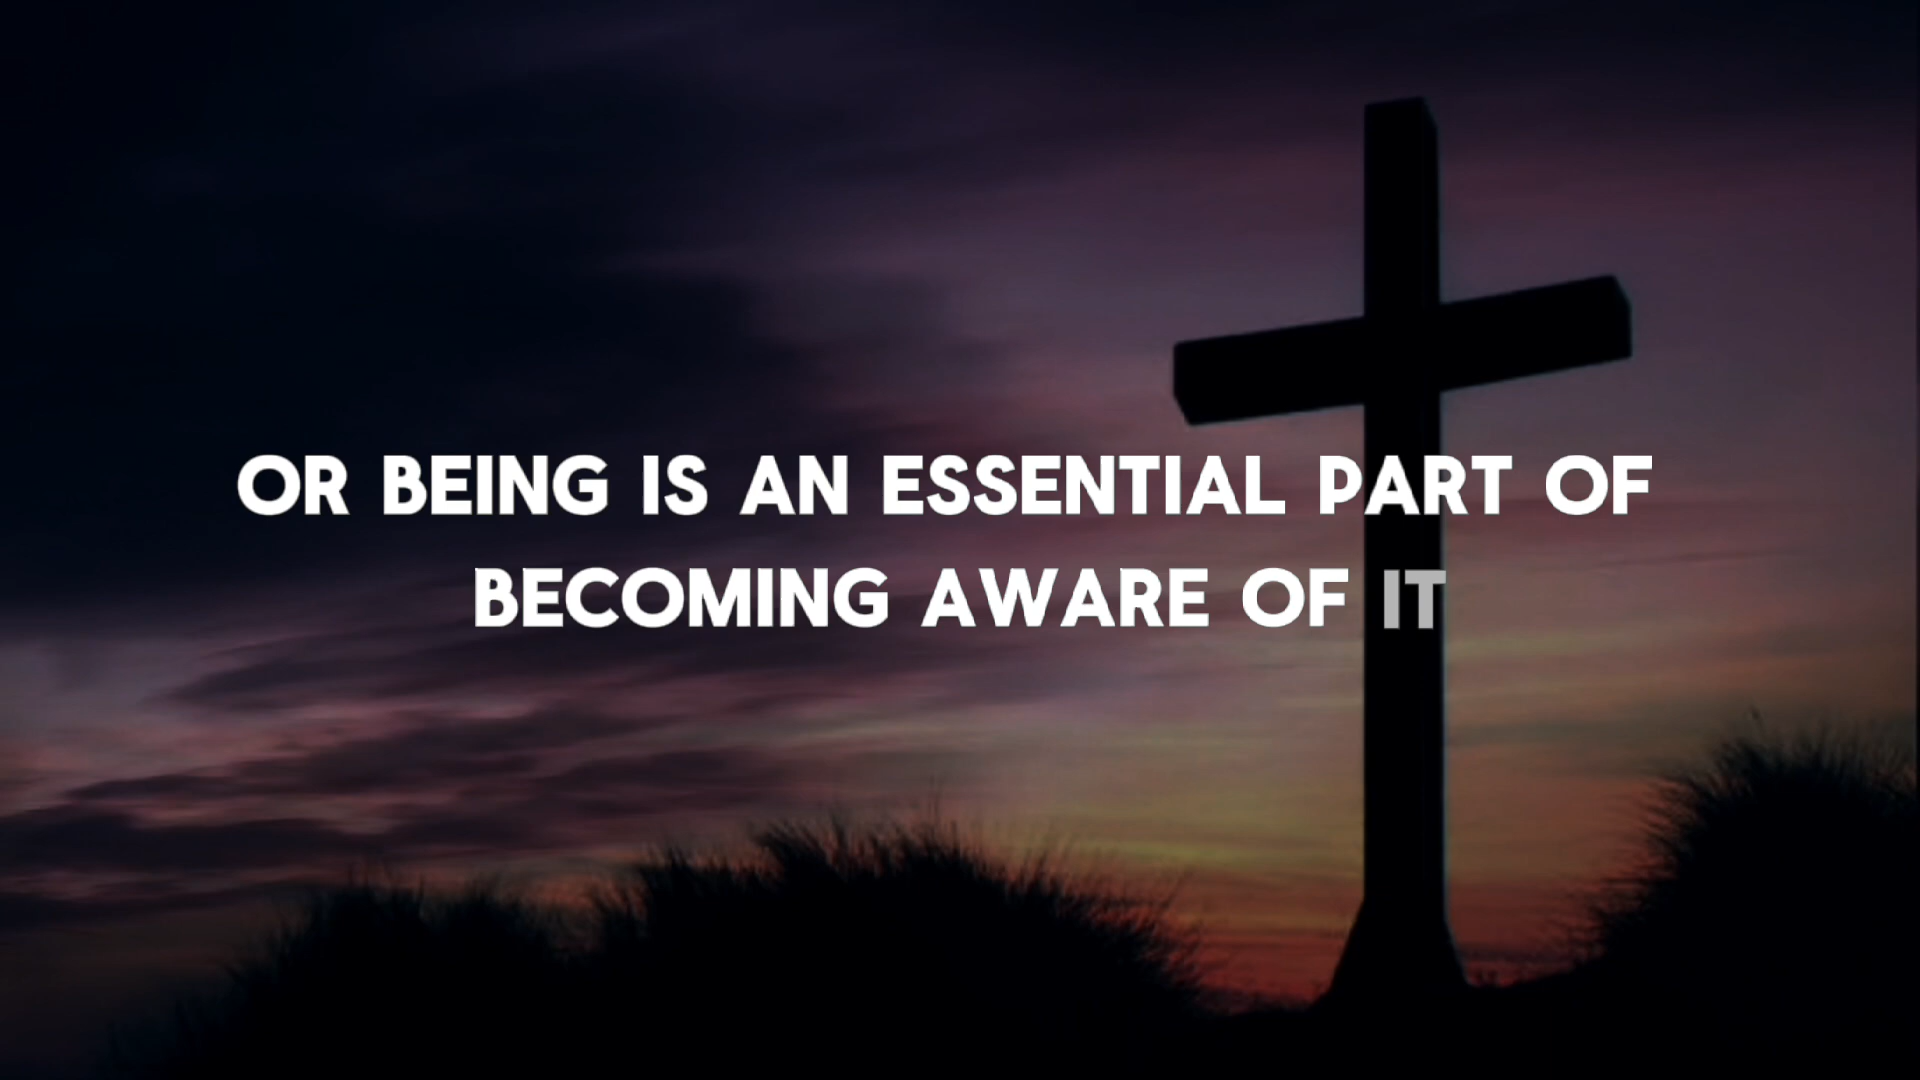 OR BEING IS AN ESSENTIAL PART OF
BECOMING AWARE OF IT